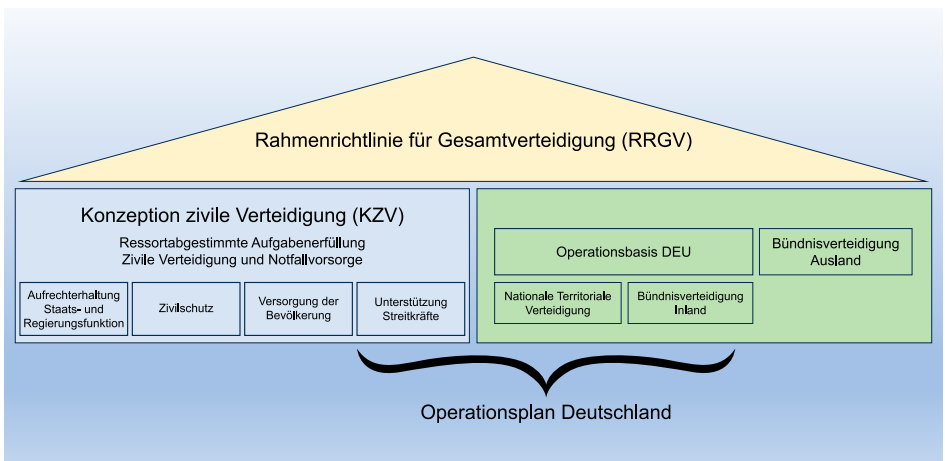 Rahmenrichtlinie für Gesamtverteidigung (RRGV)
Konzeption zivile Verteidigung (KZV)
Ressortabgestimmte Aufgabenerfüllung
Zivile Verteidigung und Notfallvorsorge
Aufrechterhaltung
Staats- und
Regierungsfunktion
Zivilschutz
Versorgung der
Bevölkerung
Unterstützung
Streitkräfte
Operationsbasis DEU
Bündnisverteidigung
Ausland
Nationale Territoriale
Verteidigung
Bündnisverteidigung
Inland
Operationsplan Deutschland